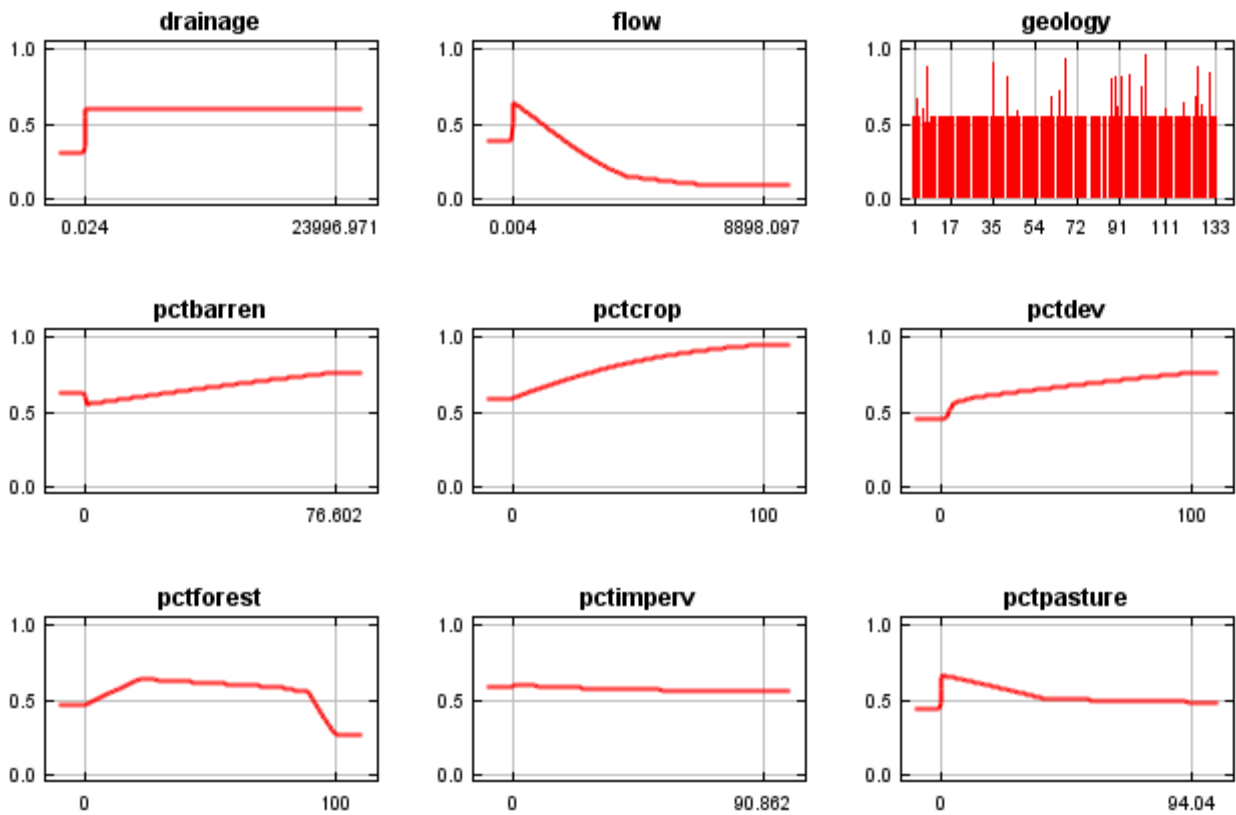 drainage flow geology
1.0 1.0 1.0
0.5 0.5 0.5
0.0 0.0 0.0
0.024 23996.971 0.004 8898.097 1 17 35 54 72 91 111 133
pctbarren pctcrop pctdev
1.0 1.0 1.0
0.5 0.5 0.5
0.0 0.0 0.0
0 76.602 0 100 0 100
pctforest pctimperv pctpasture
1.0 1.0 1.0
0.5 0.5 0.5
0.0 0.0 0.0
0 100 0 90.862 0 94.04